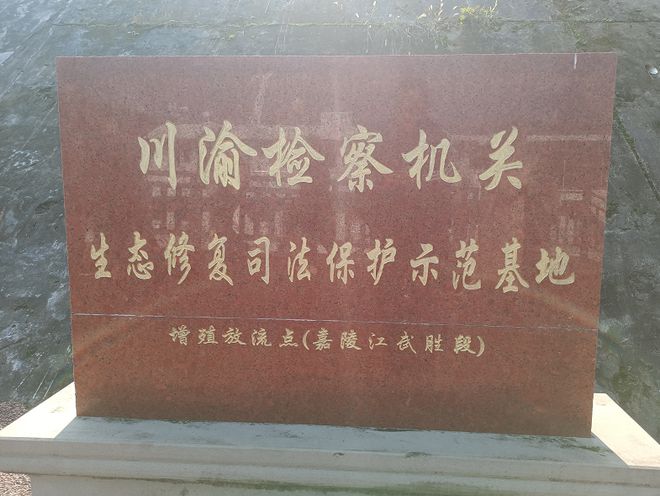 川渝检察机关
生态修复司法保护示范基地
增殖放流点(嘉陵江武胜段)